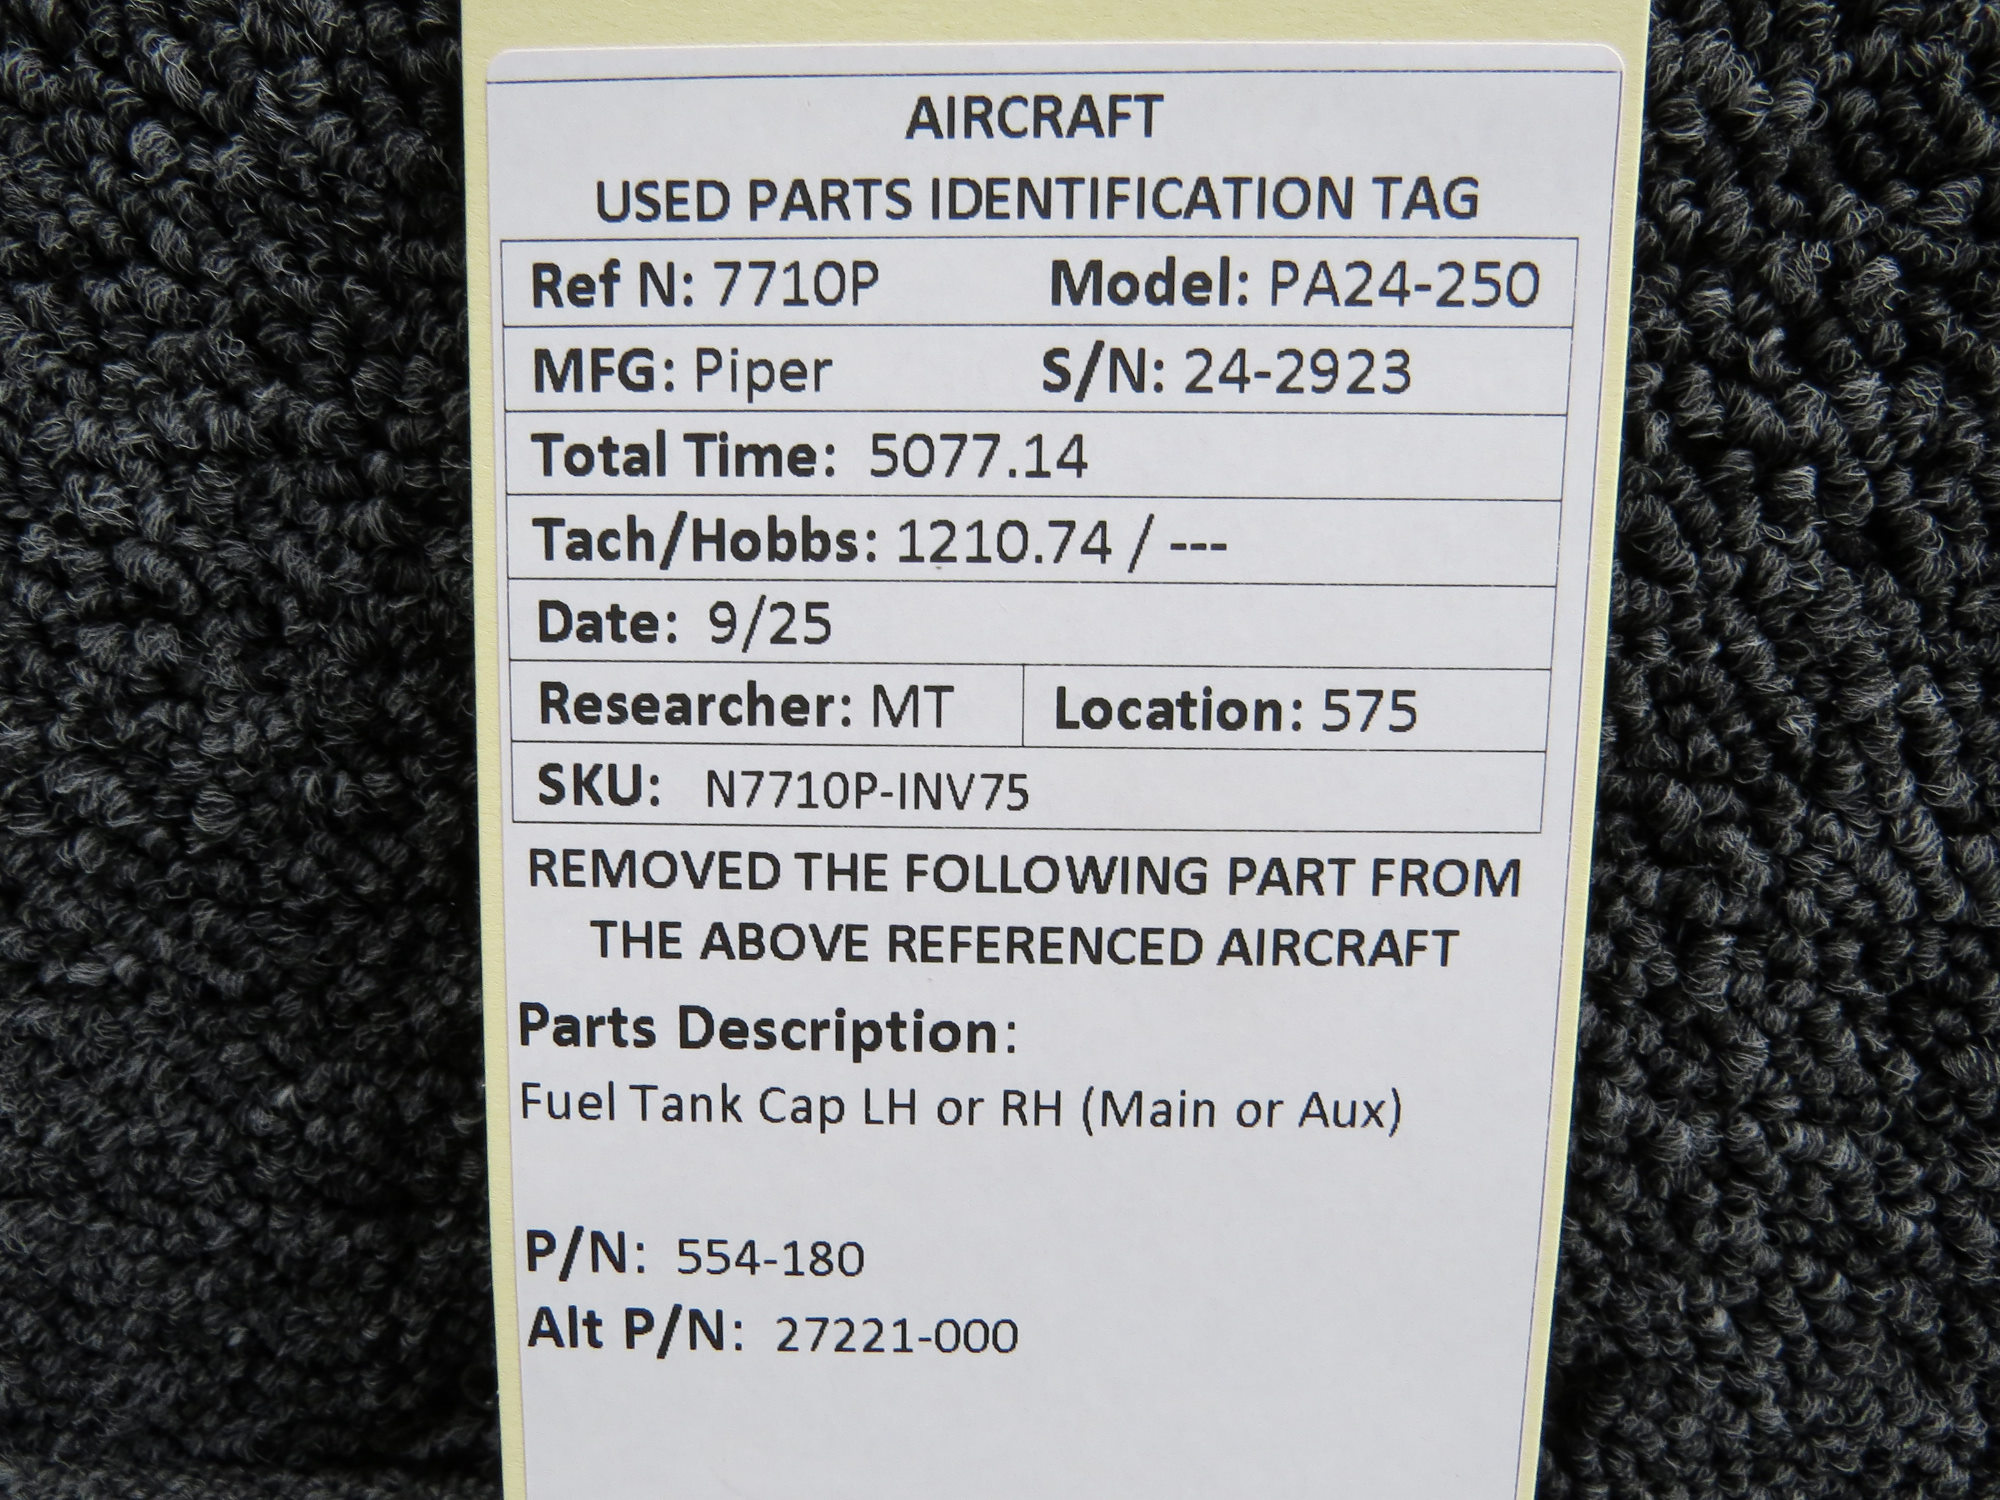 AIRCRAFT
USED PARTS IDENTIFICATION TAG
Ref N: 7710P Model: PA24-250
MFG: Piper S/N: 24-2923
Total Time: 5077.14
Tach/Hobbs: 1210.74 / ---
Date: 9/25
Researcher: MT Location: 575
SKU: N7710P-INV75
REMOVED THE FOLLOWING PART FROM
THE ABOVE REFERENCED AIRCRAFT
Parts Description:
Fuel Tank Cap LH or RH (Main or Aux)
P/N: 554-180
Alt P/N: 27221-000